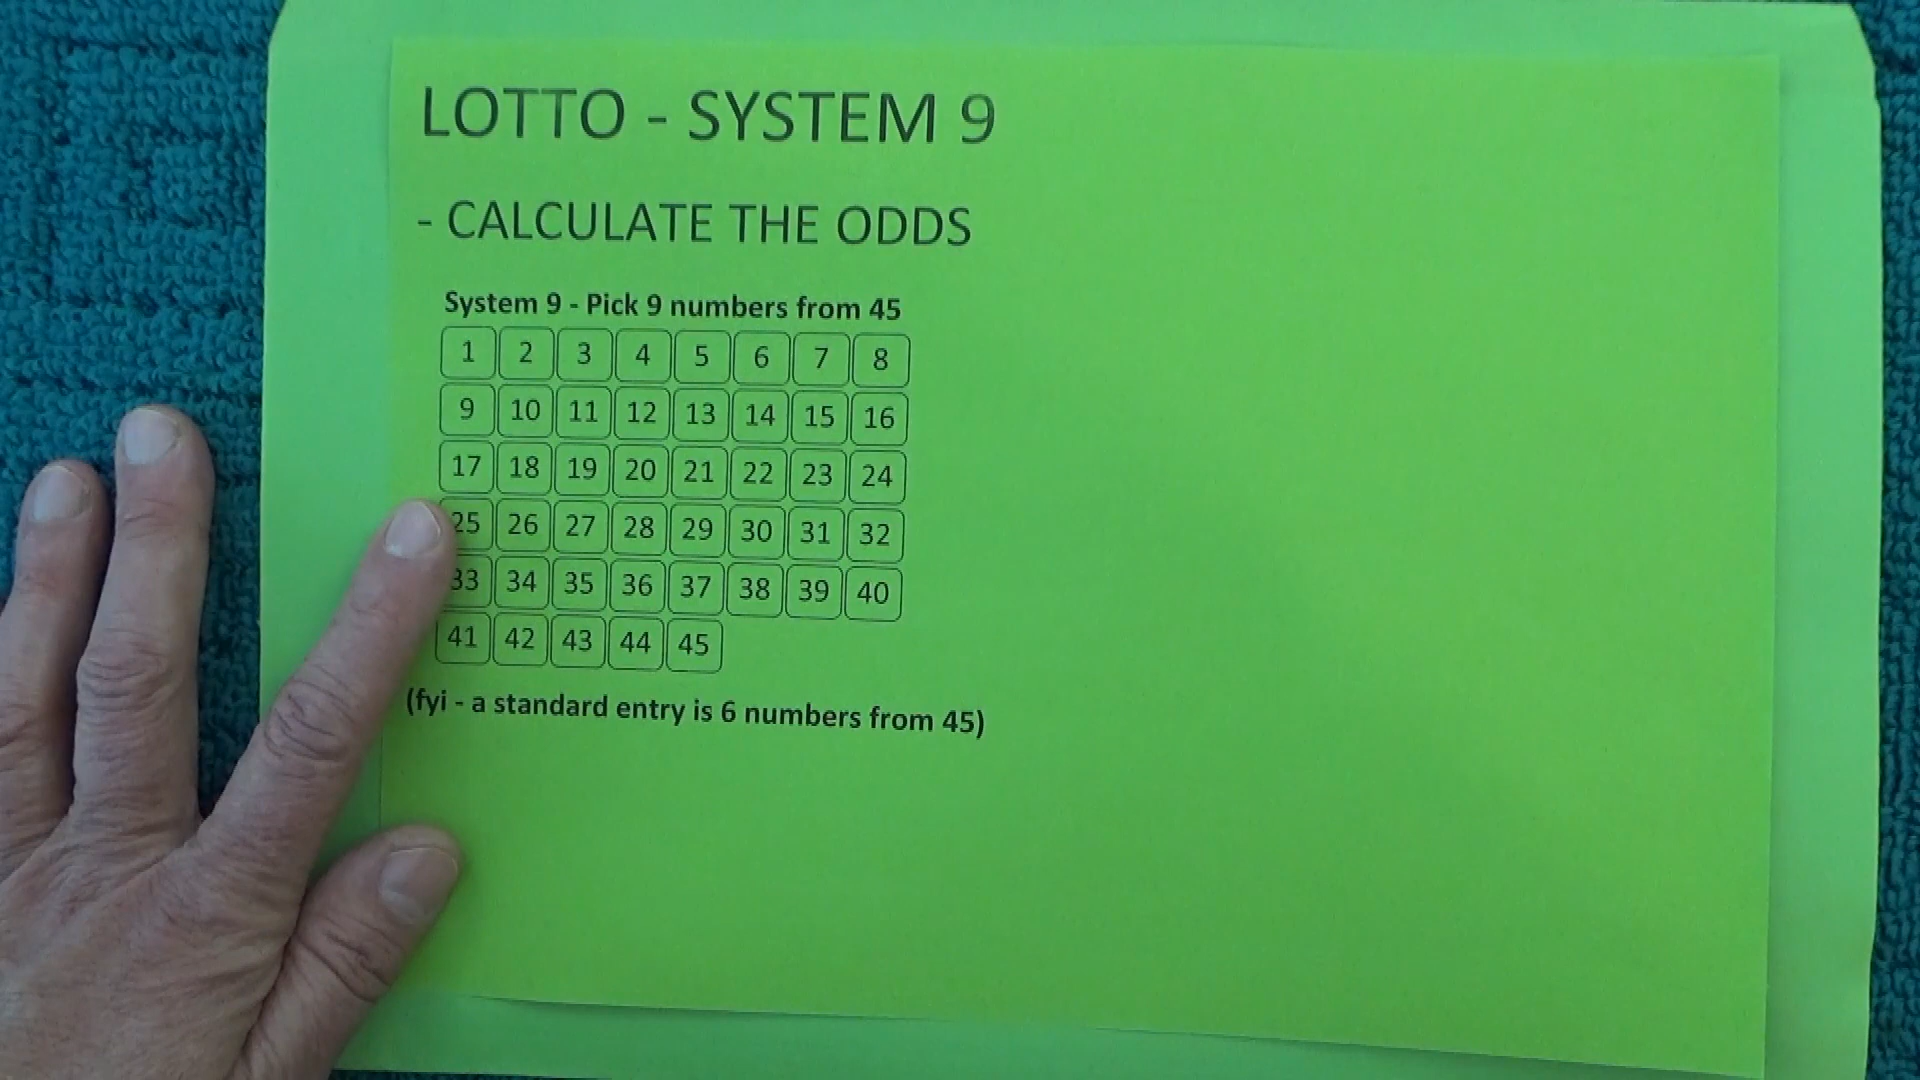 LOTTO - SYSTEM 9
- CALCULATE THE ODDS
System 9 - Pick 9 numbers from 45
1 2 3 4 5 6 7 8
9 10 11 12 13 14 15 16
17 18 19 20 21 22 23 24
25 26 27 28 29 30 31 32
33 34 35 36 37 38 39 40
41 42 43 44 45
(fyi - a standard entry is 6 numbers from 45)